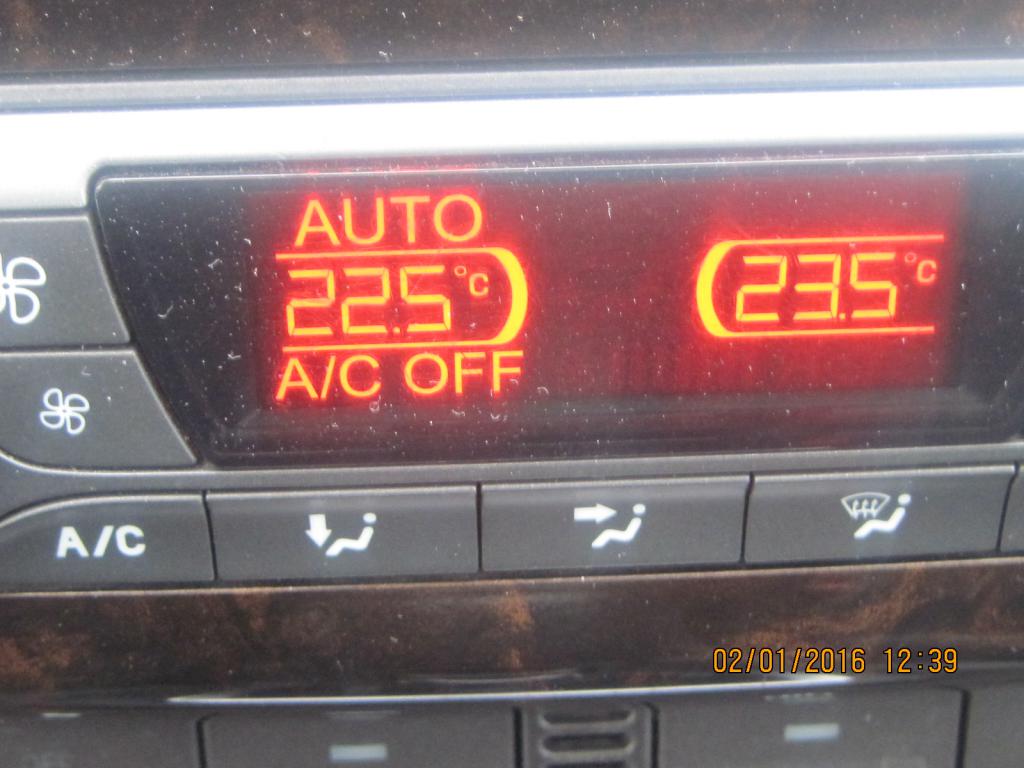 AUTO
22.5°C
23.5°C
A/C OFF
A/C
02/01/2016 12:39